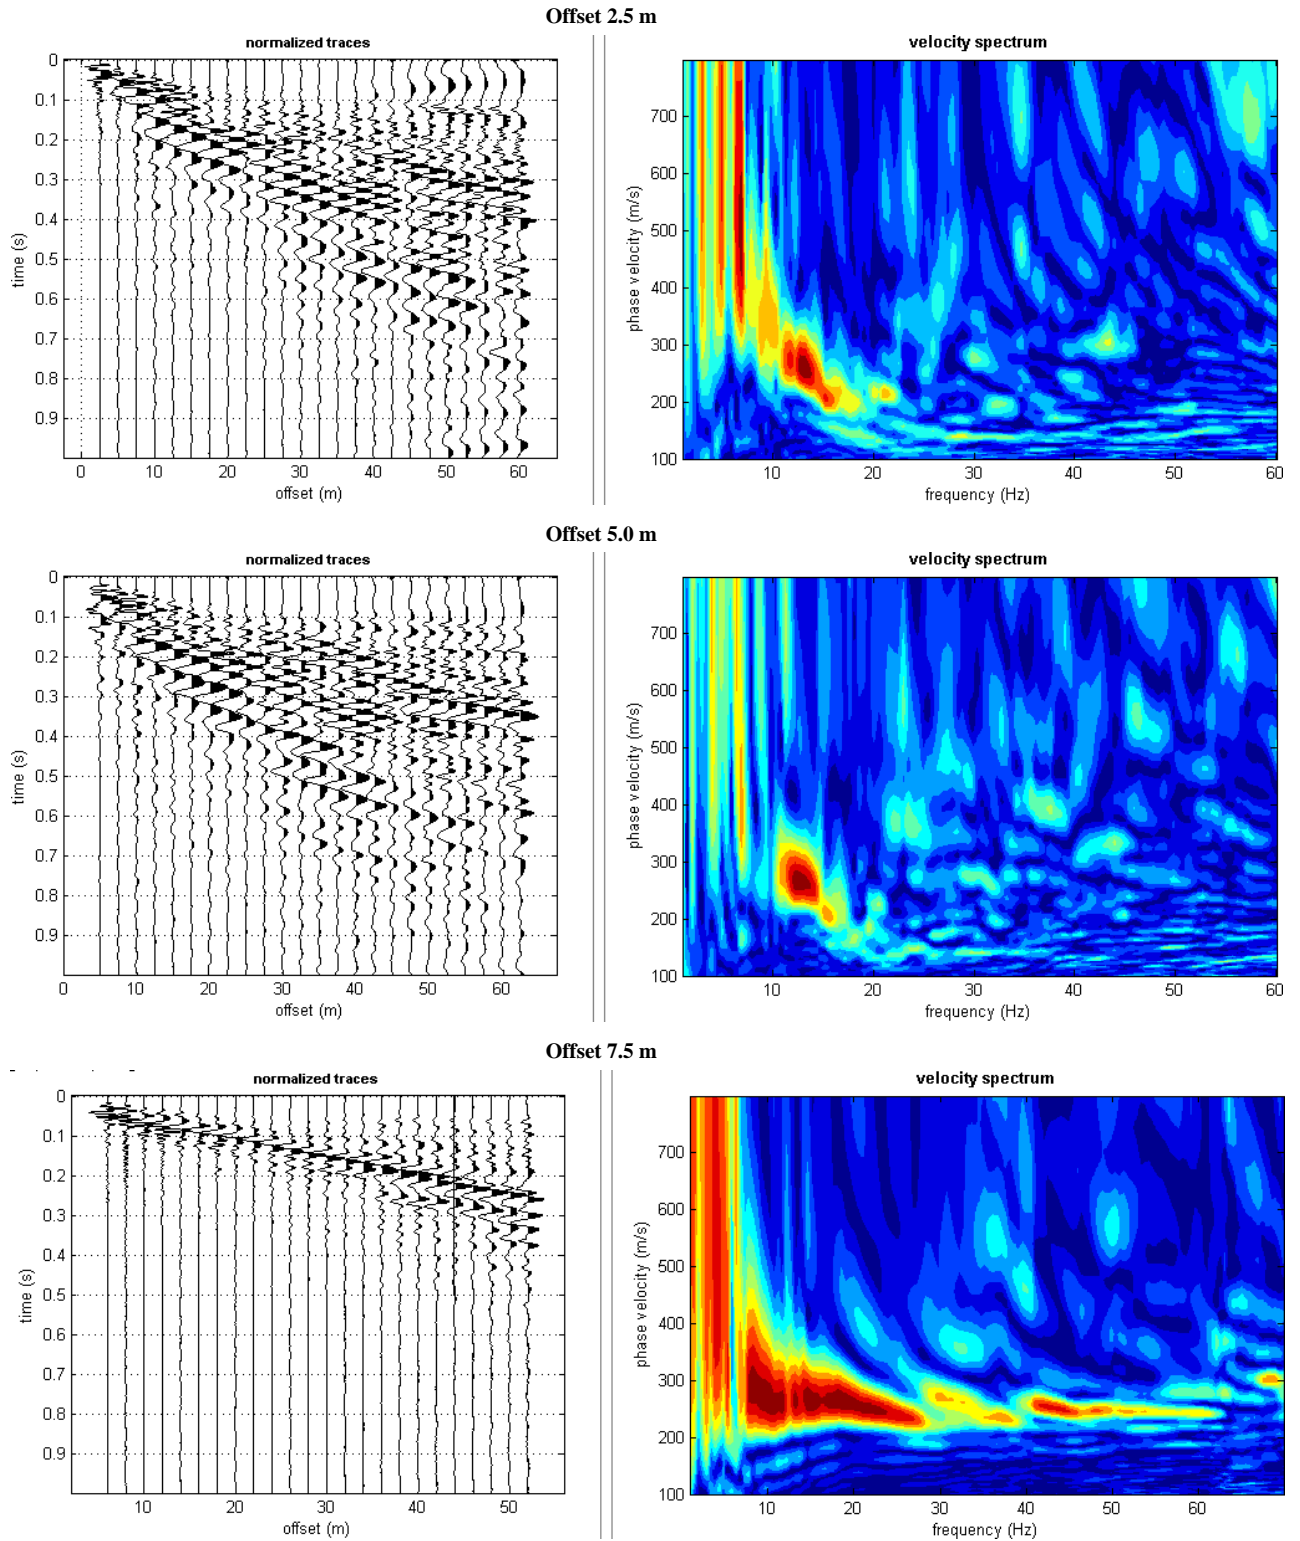 Offset 2.5 m
normalized traces
velocity spectrum
0
0.1
0.2
0.3
0.4
0.5
0.6
0.7
0.8
0.9
time (s)
0 10 20 30 40 50 60
offset (m)
700
600
500
400
300
200
100
phase velocity (m/s)
10 20 30 40 50 60
frequency (Hz)
Offset 5.0 m
normalized traces
velocity spectrum
0
0.1
0.2
0.3
0.4
0.5
0.6
0.7
0.8
0.9
time (s)
0 10 20 30 40 50 60
offset (m)
700
600
500
400
300
200
100
phase velocity (m/s)
10 20 30 40 50 60
frequency (Hz)
Offset 7.5 m
normalized traces
velocity spectrum
0
0.1
0.2
0.3
0.4
0.5
0.6
0.7
0.8
0.9
time (s)
10 20 30 40 50
offset (m)
700
600
500
400
300
200
100
phase velocity (m/s)
10 20 30 40 50 60
frequency (Hz)